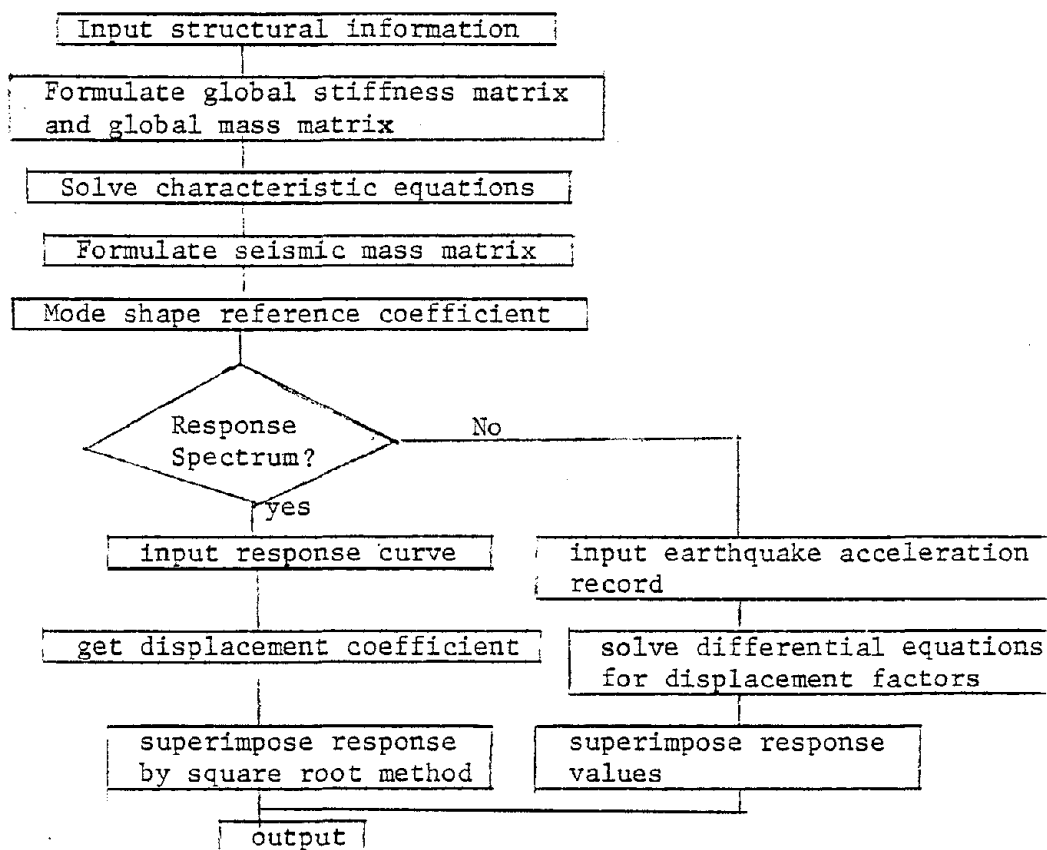 Input structural information
Formulate global stiffness matrix
and global mass matrix
Solve characteristic equations
Formulate seismic mass matrix
Mode shape reference coefficient
Response
Spectrum?
No
yes
input response curve
get displacement coefficient
superimpose response
by square root method
input earthquake acceleration
record
solve differential equations
for displacement factors
superimpose response
values
output